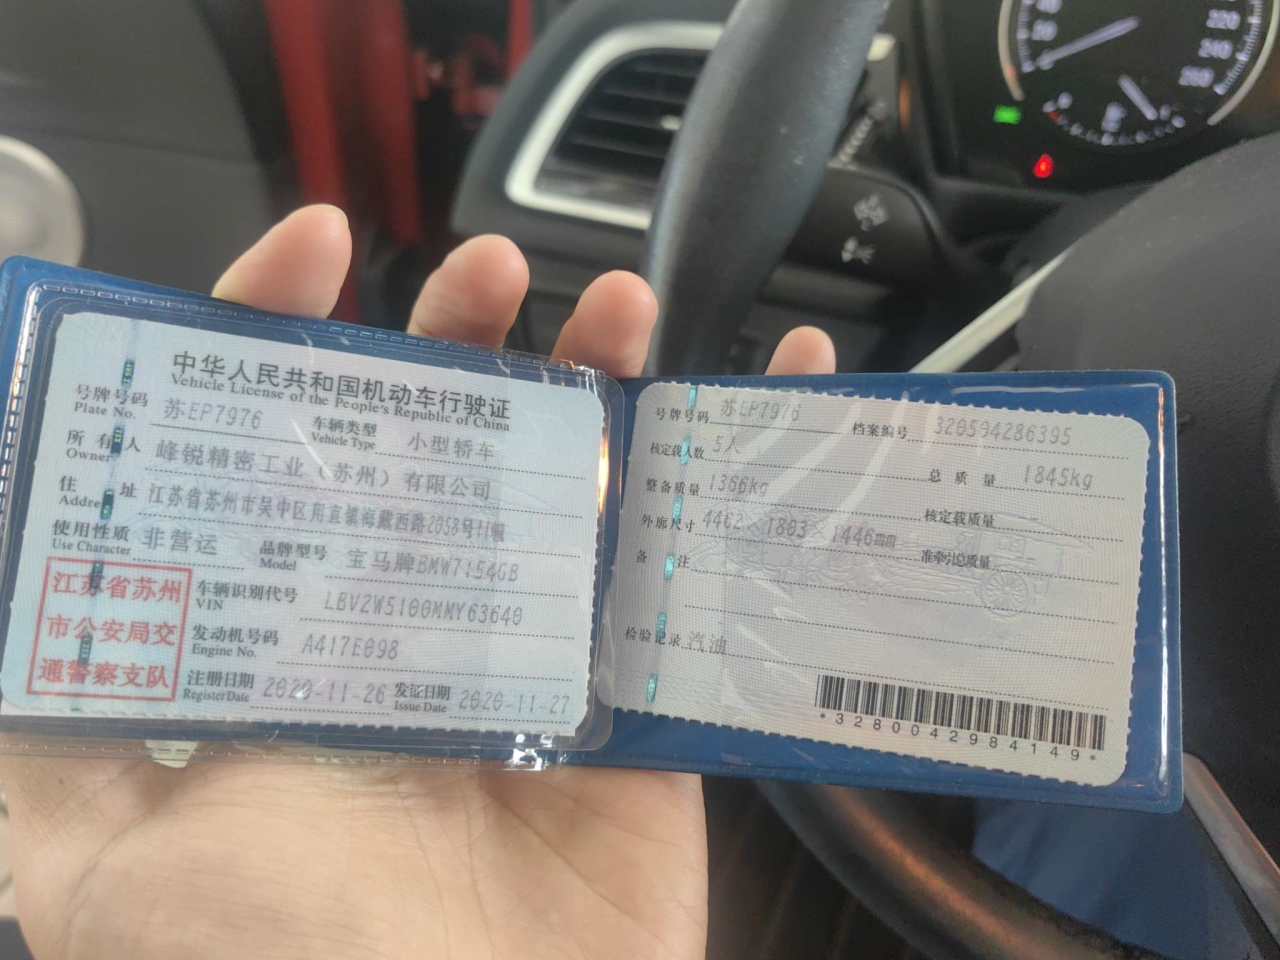 中华人民共和国机动车行驶证
Vehicle License of the People's Republic of China
号牌号码 苏EP7976 车辆类型 小型轿车
Plate No. Vehicle Type
所有人 峰锐精密工业（苏州）有限公司
Owner
住址 江苏省苏州市吴中区甪直镇海藏西路2058号11幢
Address
使用性质 非营运 品牌型号 宝马牌BMW7154GB
Use Character Model
江苏省苏州
市公安局交
通警察支队
车辆识别代号 LBV2W5100MMY63640
VIN
发动机号码 A417E098
Engine No.
注册日期 2020-11-26 发证日期 2020-11-27
Register Date Issue Date
号牌号码 苏EP7976 档案编号 320594286395
核定载人数 5人 总质量 1845kg
整备质量 1366kg 核定载质量
外廓尺寸 4462×1803×1446mm 准牵引总质量
备注
检验记录 汽油
*3280042984149*
20
220
240
260